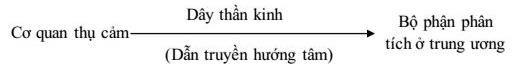 Cơ quan thụ cảm
Dây thần kinh
(Dẫn truyền hướng tâm)
Bộ phận phân
tích ở trung ương